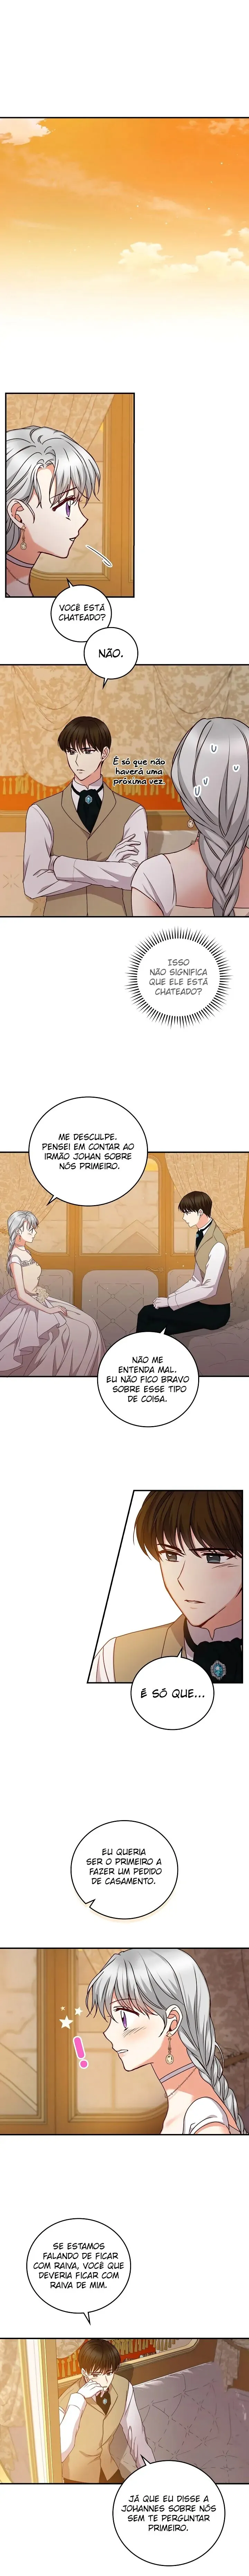 VOCÊ ESTÁ
CHATEADO?
NÃO.
É só que não
haverá uma
próxima vez.
ISSO
NÃO SIGNIFICA
QUE ELE ESTÁ
CHATEADO?
ME DESCULPE.
PENSEI EM CONTAR AO
IRMÃO JOHAN SOBRE
NÓS PRIMEIRO.
NÃO ME
ENTENDA MAL.
EU NÃO FICO BRAVO
SOBRE ESSE TIPO
DE COISA.
É SÓ QUE...
EU QUERIA
SER O PRIMEIRO A
FAZER UM PEDIDO
DE CASAMENTO.
!
SE ESTAMOS
FALANDO DE FICAR
COM RAIVA, VOCÊ QUE
DEVERIA FICAR COM
RAIVA DE MIM.
JÁ QUE EU DISSE A
JOHANNES SOBRE NÓS
SEM TE PERGUNTAR
PRIMEIRO.